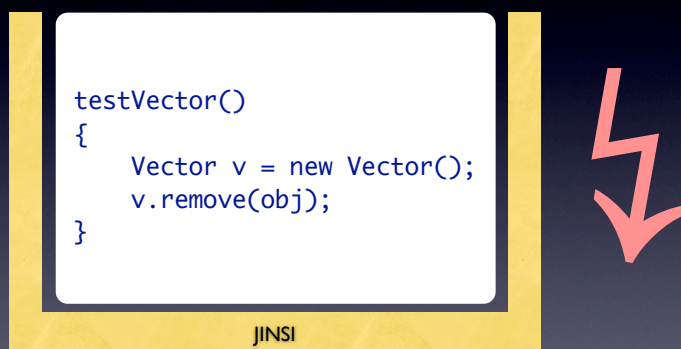 testVector()
{
Vector v = new Vector();
v.remove(obj);
}
JINSI